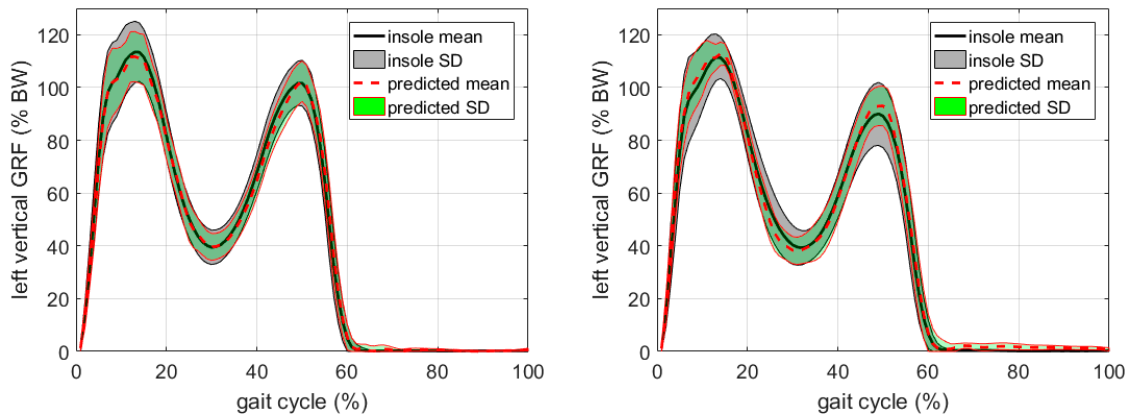 left vertical GRF (% BW)
120
100
80
60
40
20
0
insole mean
insole SD
predicted mean
predicted SD
0 20 40 60 80 100
gait cycle (%)
left vertical GRF (% BW)
120
100
80
60
40
20
0
insole mean
insole SD
predicted mean
predicted SD
0 20 40 60 80 100
gait cycle (%)